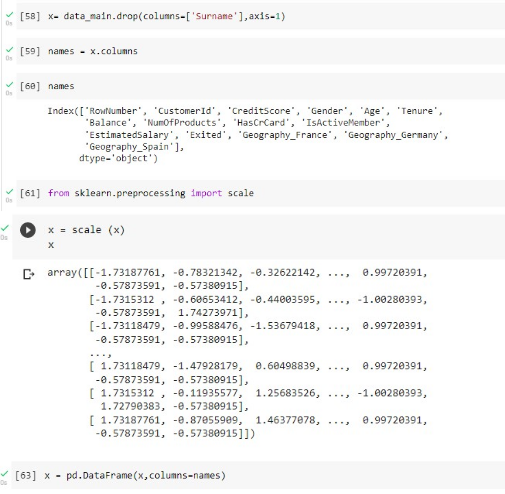 [58] x= data_main.drop(columns=['Surname'],axis=1)
0s
[59] names = x.columns
0s
[60] names
0s
Index(['RowNumber', 'CustomerId', 'CreditScore', 'Gender', 'Age', 'Tenure',
'Balance', 'NumOfProducts', 'HasCrCard', 'IsActiveMember',
'EstimatedSalary', 'Exited', 'Geography_France', 'Geography_Germany',
'Geography_Spain'],
dtype='object')
[61] from sklearn.preprocessing import scale
0s
x = scale (x)
0s
x
array([[-1.73187761, -0.78321342, -0.32622142, ..., 0.99720391,
-0.57873591, -0.57380915],
[-1.7315312 , -0.60653412, -0.44003595, ..., -1.00280393,
-0.57873591, 1.74273971],
[-1.73118479, -0.99588476, -1.53679418, ..., 0.99720391,
-0.57873591, -0.57380915],
...,
[ 1.73118479, -1.47928179, 0.60498839, ..., 0.99720391,
-0.57873591, -0.57380915],
[ 1.7315312 , -0.11935577, 1.25683526, ..., -1.00280393,
1.72790383, -0.57380915],
[ 1.73187761, -0.87055909, 1.46377078, ..., 0.99720391,
-0.57873591, -0.57380915]])
[63] x = pd.DataFrame(x,columns=names)
0s